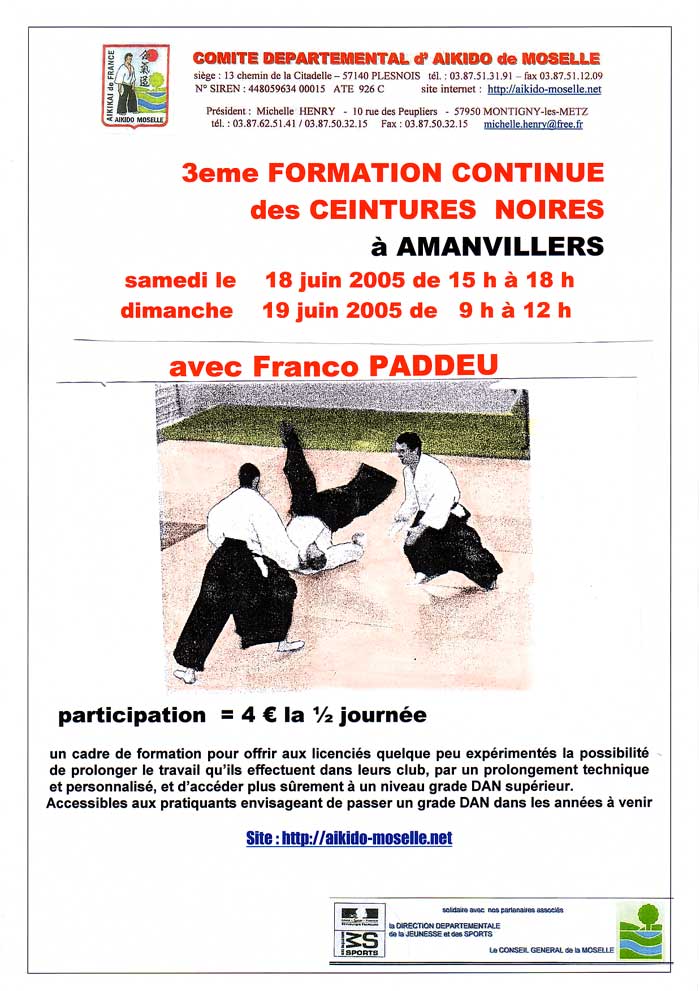 COMITE DEPARTEMENTAL d' AIKIDO de MOSELLE
siège : 13 chemin de la Citadelle – 57140 PLESNOIS tél. : 03.87.51.31.91 – fax 03.87.51.12.09
N° SIREN : 448059634 00015 ATE 926 C site internet : http://aikido-moselle.net
Président : Michelle HENRY - 10 rue des Peupliers - 57950 MONTIGNY-les-METZ
tél. : 03.87.62.51.41 / 03.87.50.32.15 Fax : 03.87.50.32.15 michelle.henry@free.fr
AIKIKAI de FRANCE
合氣道
AIKIDO MOSELLE
3eme FORMATION CONTINUE
des CEINTURES NOIRES
à AMANVILLERS
samedi le 18 juin 2005 de 15 h à 18 h
dimanche 19 juin 2005 de 9 h à 12 h
avec Franco PADDEU
participation = 4 € la ½ journée
un cadre de formation pour offrir aux licenciés quelque peu expérimentés la possibilité
de prolonger le travail qu'ils effectuent dans leurs club, par un prolongement technique
et personnalisé, et d'accéder plus sûrement à un niveau grade DAN supérieur.
Accessibles aux pratiquants envisageant de passer un grade DAN dans les années à venir
Site : http://aikido-moselle.net
solidaire avec nos partenaires associés
la DIRECTION DEPARTEMENTALE
de la JEUNESSE et des SPORTS
Le CONSEIL GENERAL de la MOSELLE
SPORTS